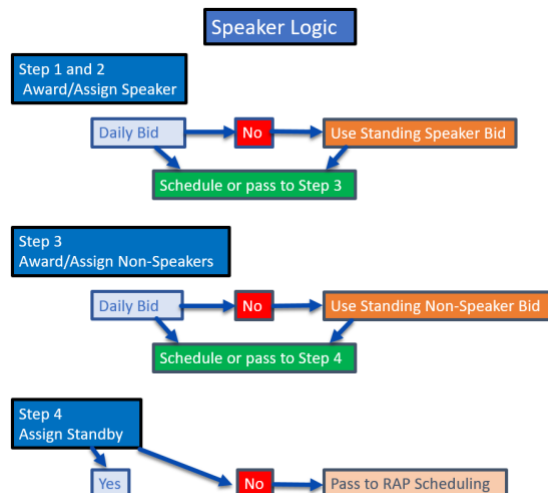 Speaker Logic
Step 1 and 2
Award/Assign Speaker
Daily Bid
No
Use Standing Speaker Bid
Schedule or pass to Step 3
Step 3
Award/Assign Non-Speakers
Daily Bid
No
Use Standing Non-Speaker Bid
Schedule or pass to Step 4
Step 4
Assign Standby
Yes
No
Pass to RAP Scheduling